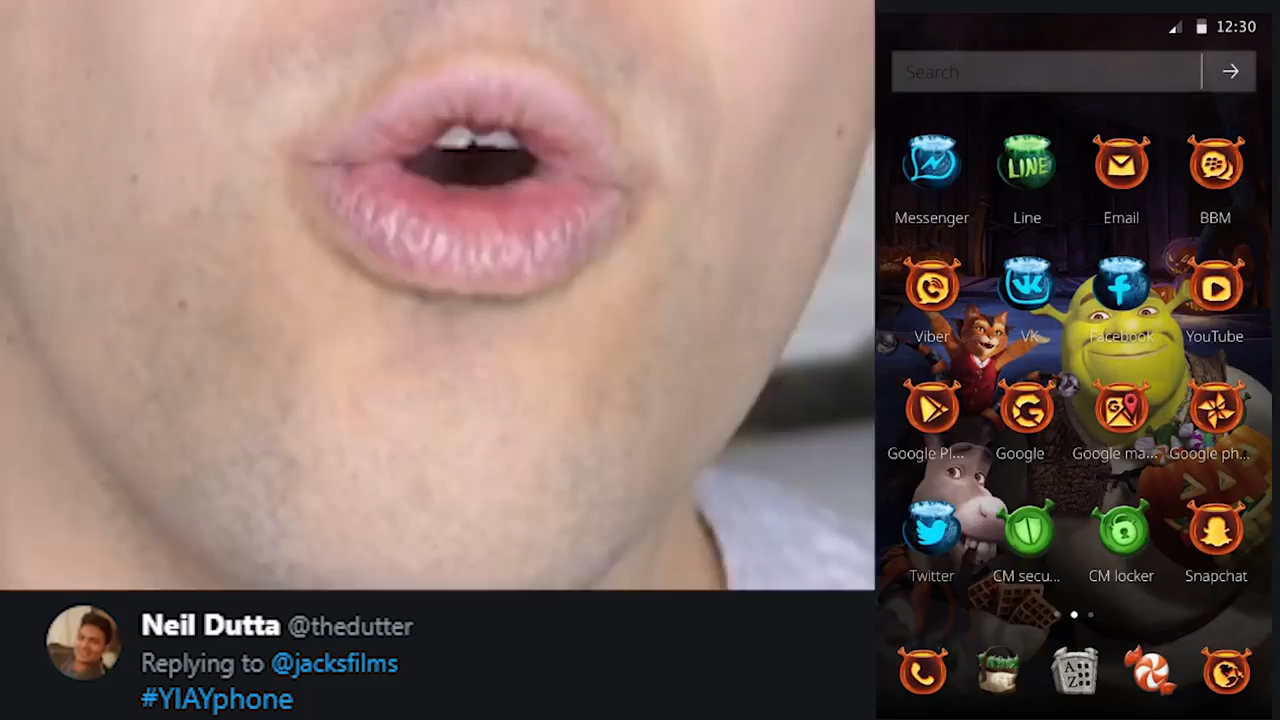 12:30
Search
LINE
Messenger
Line
Email
BBM
Viber
VK
Facebook
YouTube
Google Pl...
Google
Google ma...
Google ph...
Twitter
CM secu...
CM locker
Snapchat
A
Z
Neil Dutta @thedutter
Replying to @jacksfilms
#YIAYphone